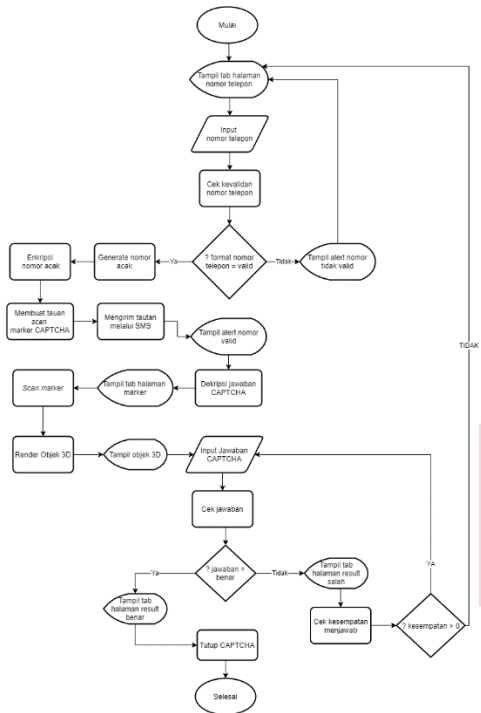 Mulai
Tampil tab halaman
nomor telepon
Input
nomor telepon
Cek kevalidan
nomor telepon
? format nomor
telepon = valid
Ya
Tidak
Tampil alert nomor
tidak valid
Generate nomor
acak
Enkripsi
nomor acak
Membuat tauan
scan
marker CAPTCHA
Mengirim tautan
melalui SMS
Tampil alert nomor
valid
Dekripsi jawaban
CAPTCHA
Tampil tab halaman
marker
Scan marker
Render Objek 3D
Tampil objek 3D
Input Jawaban
CAPTCHA
Cek jawaban
? jawaban =
benar
Ya
Tidak
Tampil tab
halaman result
benar
Tampil tab
halaman result
salah
Cek kesempatan
menjawab
? kesempatan > 0
YA
TIDAK
Tutup CAPTCHA
Selesai